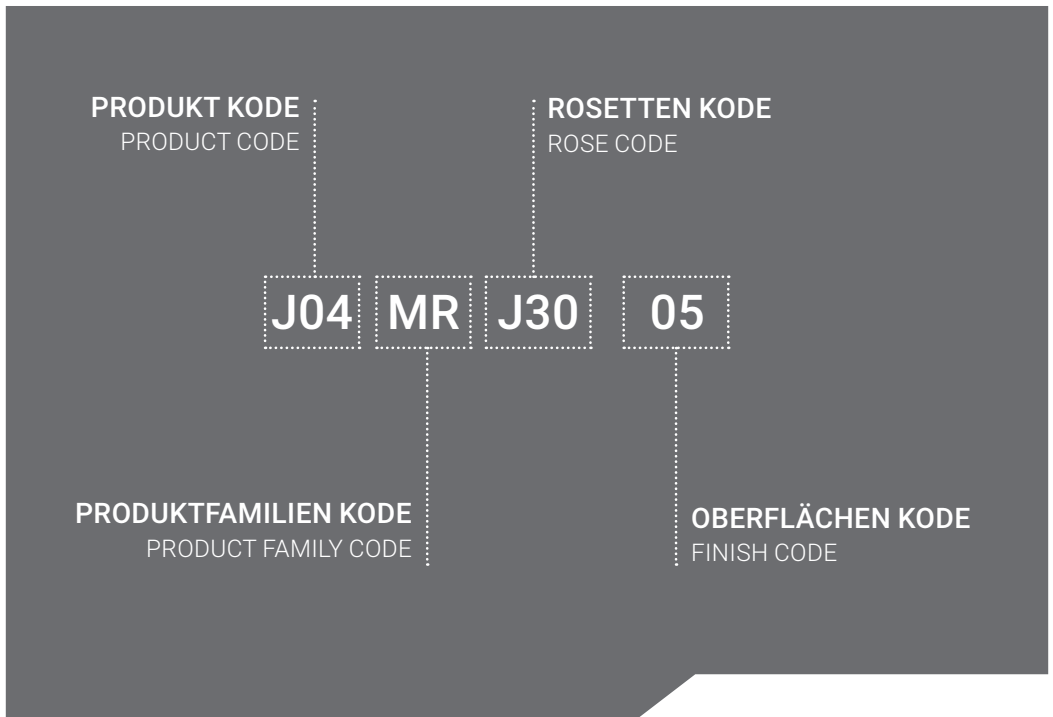 PRODUKT KODE
PRODUCT CODE
ROSETTEN KODE
ROSE CODE
J04 MR J30 05
PRODUKTFAMILIEN KODE
PRODUCT FAMILY CODE
OBERFLÄCHEN KODE
FINISH CODE